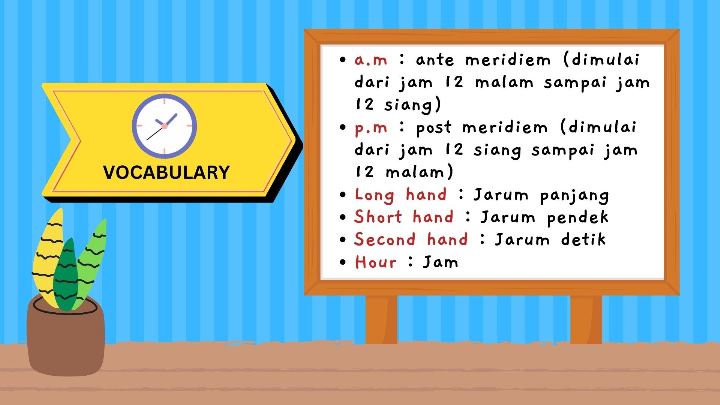 VOCABULARY
• a.m : ante meridiem (dimulai
dari jam 12 malam sampai jam
12 siang)
• p.m : post meridiem (dimulai
dari jam 12 siang sampai jam
12 malam)
• Long hand : Jarum panjang
• Short hand : Jarum pendek
• Second hand : Jarum detik
• Hour : Jam